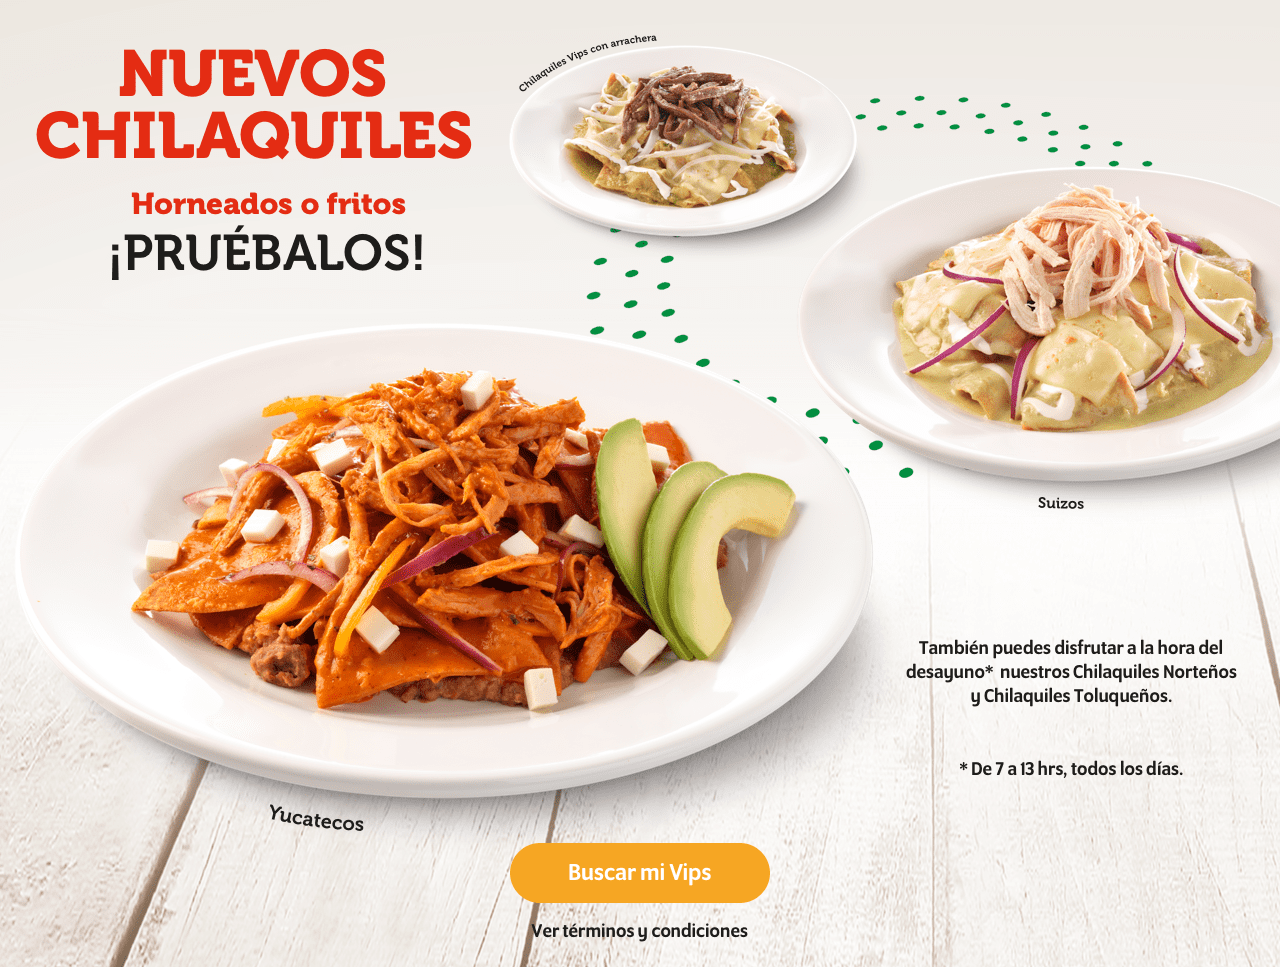 NUEVOS
CHILAQUILES
Horneados o fritos
¡PRUÉBALOS!
Chilaquiles Vips con arrachera
Suizos
Yucatecos
También puedes disfrutar a la hora del
desayuno* nuestros Chilaquiles Norteños
y Chilaquiles Toluqueños.
* De 7 a 13 hrs, todos los días.
Buscar mi Vips
Ver términos y condiciones